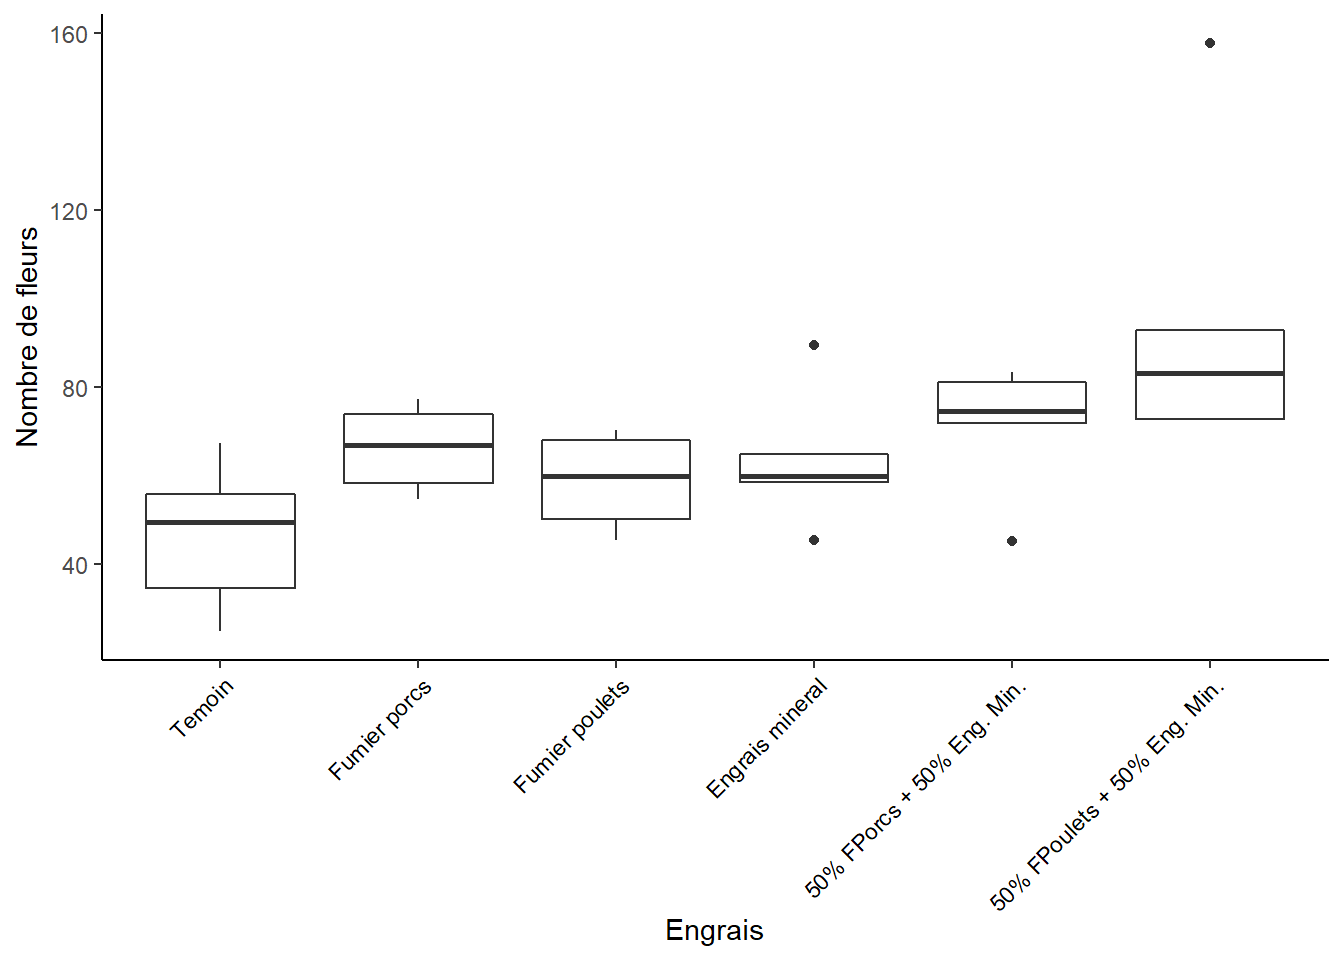 Nombre de fleurs
160
120
80
40
Temoin
Fumier porcs
Fumier poulets
Engrais mineral
50% FPorcs + 50% Eng. Min.
50% FPoulets + 50% Eng. Min.
Engrais